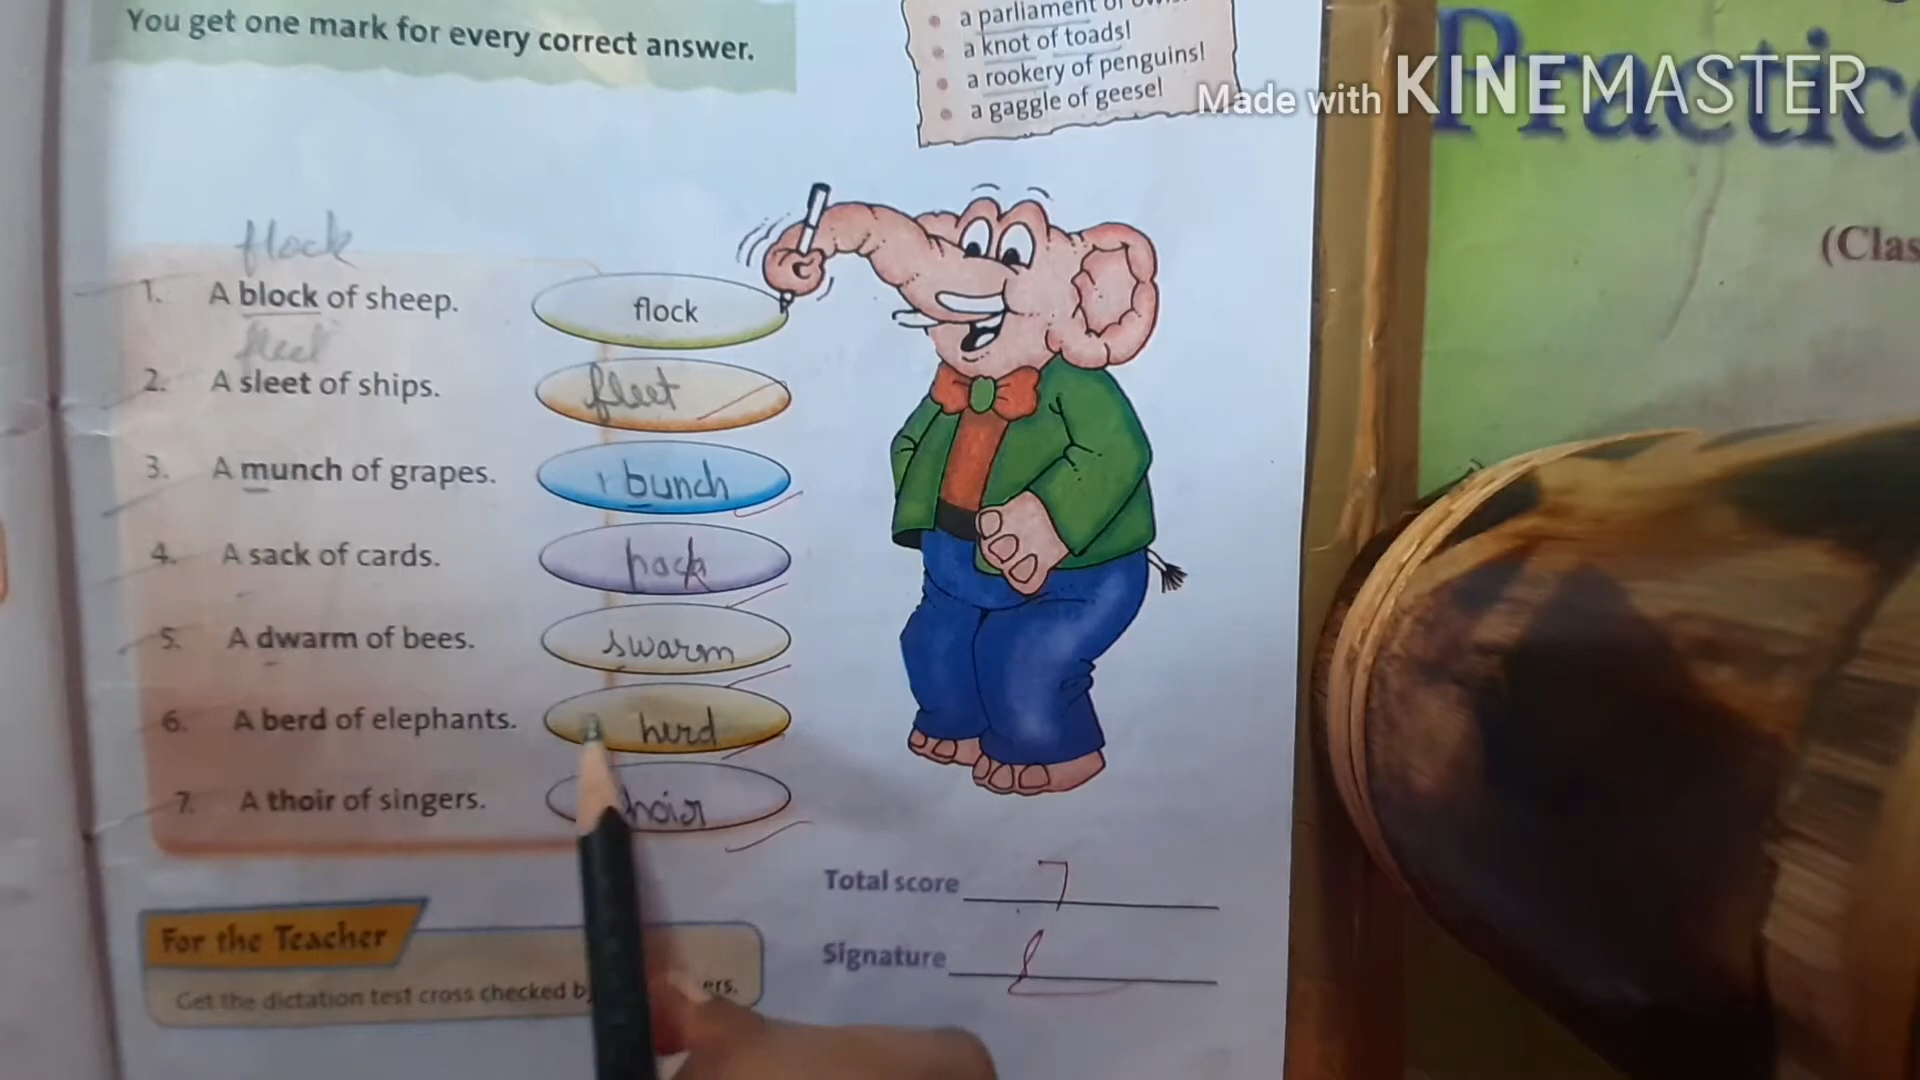 You get one mark for every correct answer.
a parliament of
a knot of toads!
a rookery of penguins!
a gaggle of geese!
Made with KINEMASTER
Practice
(Clas
flock
1. A block of sheep. flock
fleet
2. A sleet of ships. fleet
3. A munch of grapes. bunch
4. A sack of cards. pack
5. A dwarm of bees. swarm
6. A berd of elephants. herd
7. A thoir of singers. hoir
Total score 7
Signature
For the Teacher
Get the dictation test cross checked b ers.